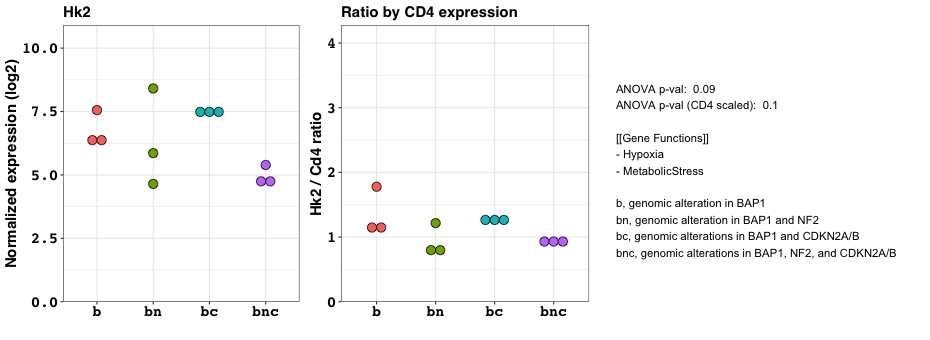 Hk2
Normalized expression (log2)
10.0
7.5
5.0
2.5
0.0
b bn bc bnc
Ratio by CD4 expression
Hk2 / Cd4 ratio
4
3
2
1
0
b bn bc bnc
ANOVA p-val: 0.09
ANOVA p-val (CD4 scaled): 0.1
[[Gene Functions]]
- Hypoxia
- MetabolicStress
b, genomic alteration in BAP1
bn, genomic alteration in BAP1 and NF2
bc, genomic alterations in BAP1 and CDKN2A/B
bnc, genomic alterations in BAP1, NF2, and CDKN2A/B